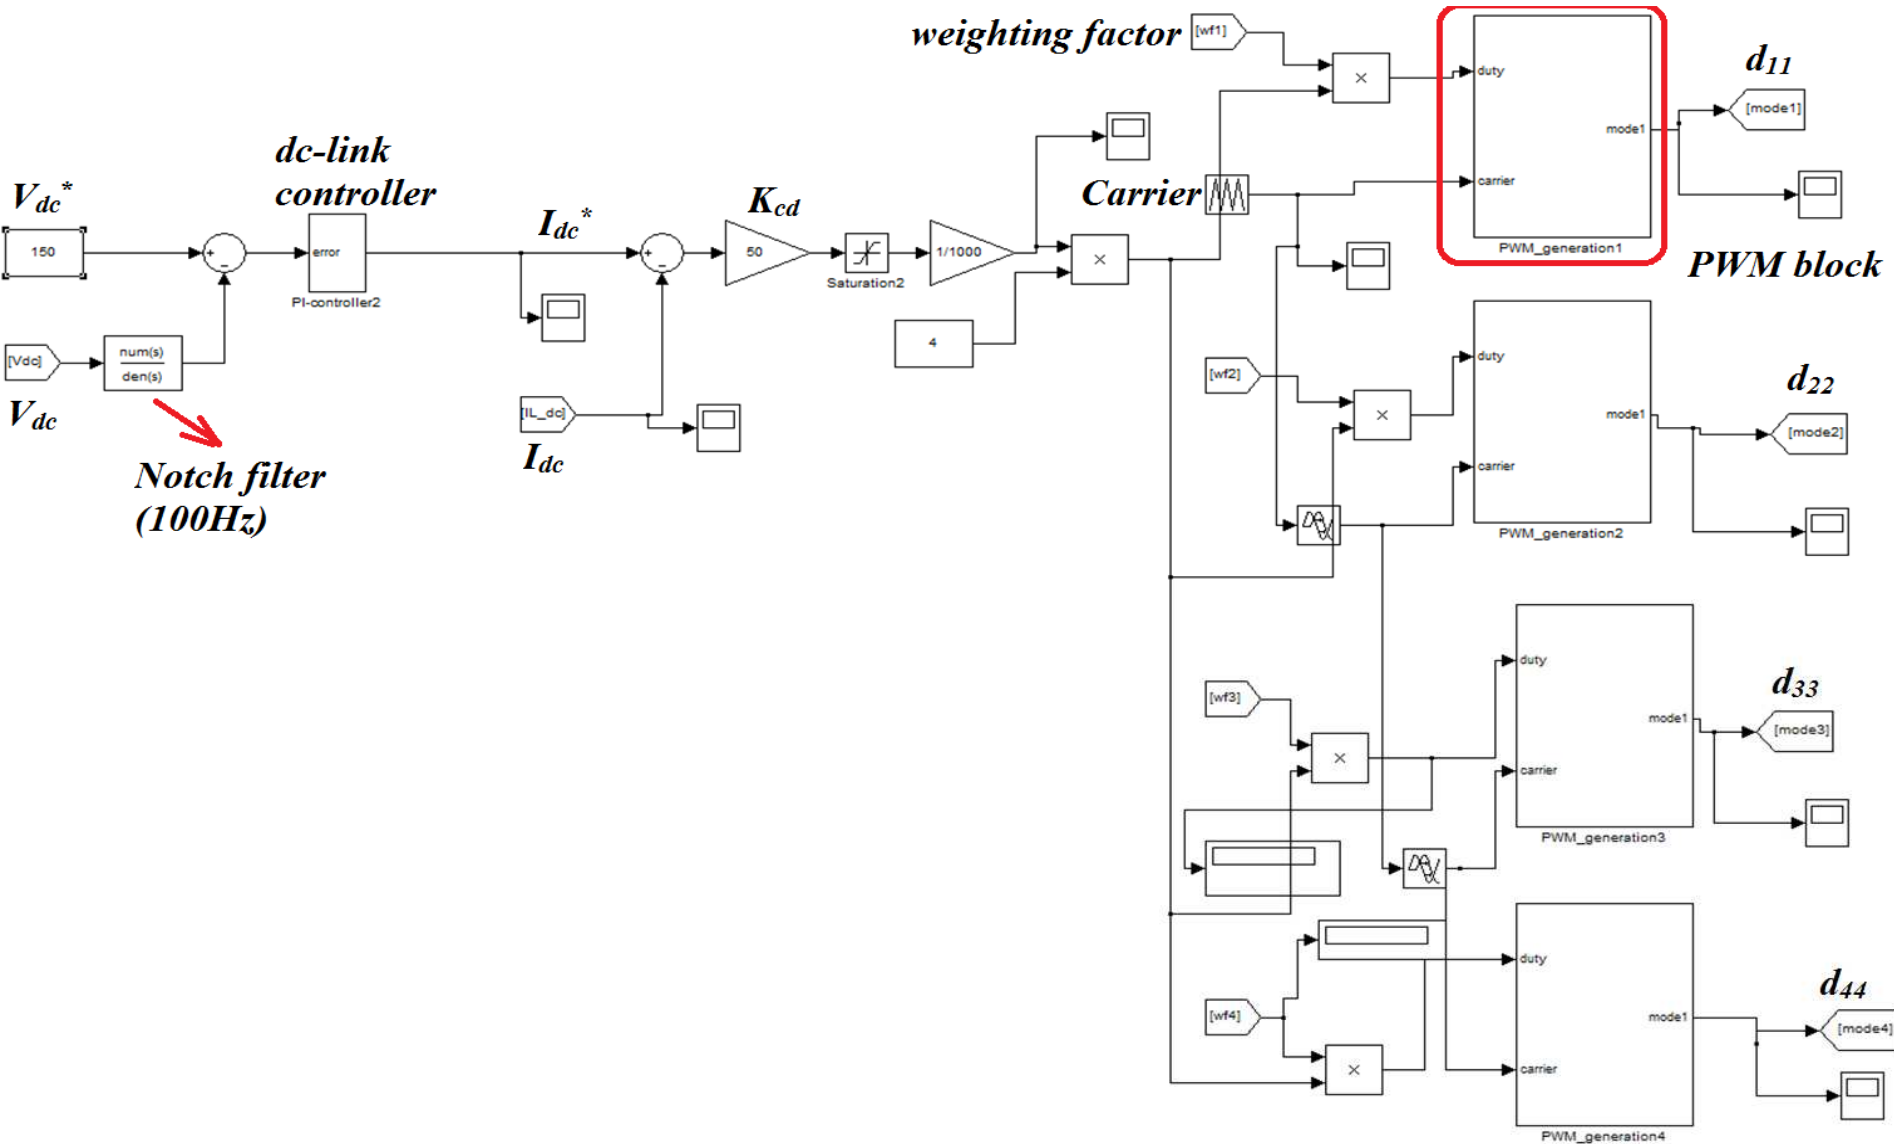 weighting factor
[wf1]
×
duty
mode1
carrier
PWM_generation1
d11
[mode1]
PWM block
dc-link
controller
Vdc*
150
+
−
error
PI-controller2
Idc*
+
−
Kcd
50
Saturation2
1/1000
×
4
Carrier
[Vdc]
num(s)
den(s)
Vdc
Notch filter
(100Hz)
[IL_dc]
Idc
[wf2]
×
duty
mode1
carrier
PWM_generation2
d22
[mode2]
[wf3]
×
duty
mode1
carrier
PWM_generation3
d33
[mode3]
[wf4]
×
duty
mode1
carrier
PWM_generation4
d44
[mode4]